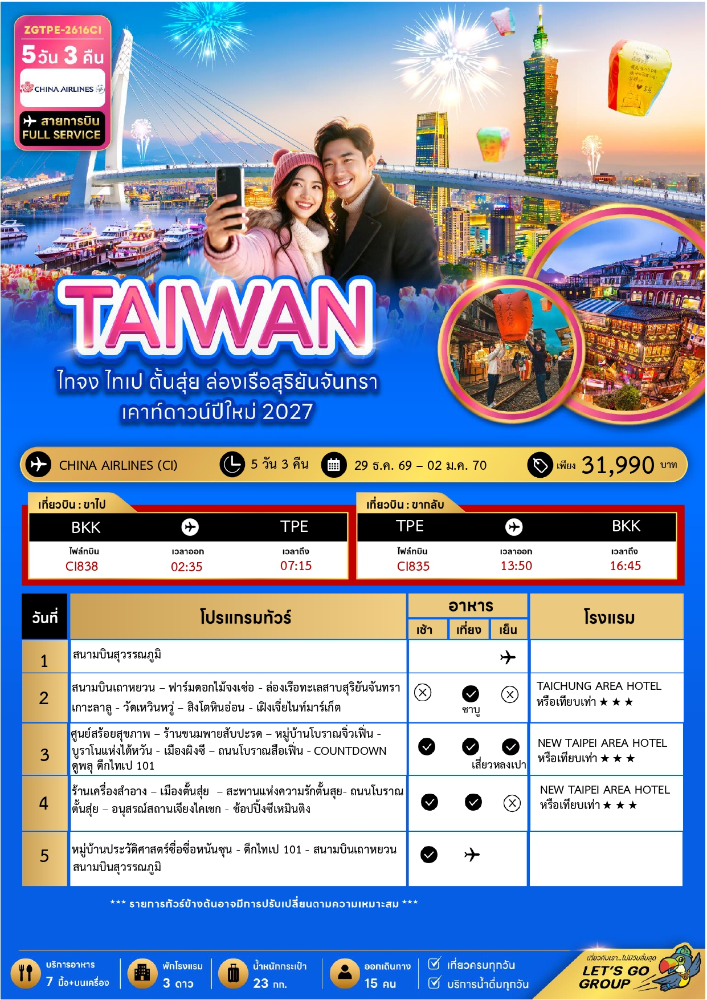 ZGTPE-2616CI
5วัน 3 คืน
CHINA AIRLINES
สายการบิน
FULL SERVICE
TAIWAN
ไทจง ไทเป ตั้นสุ่ย ล่องเรือสุริยันจันทรา
เคาท์ดาวน์ปีใหม่ 2027
CHINA AIRLINES (CI) 5 วัน 3 คืน 29 ธ.ค. 69 – 02 ม.ค. 70 เพียง 31,990 บาท
เที่ยวบิน : ขาไป
BKK TPE
ไฟล์ทบิน เวลาออก เวลาถึง
CI838 02:35 07:15
เที่ยวบิน : ขากลับ
TPE BKK
ไฟล์ทบิน เวลาออก เวลาถึง
CI835 13:50 16:45
วันที่ โปรแกรมทัวร์ อาหาร โรงแรม
เช้า เที่ยง เย็น
1 สนามบินสุวรรณภูมิ
2 สนามบินเถาหยวน – ฟาร์มดอกไม้จงเซ่อ - ล่องเรือทะเลสาบสุริยันจันทรา
เกาะลาลู - วัดเหวินหวู่ – สิงโตหินอ่อน - เฝิงเจี่ยไนท์มาร์เก็ต
ชาบู
TAICHUNG AREA HOTEL
หรือเทียบเท่า ★ ★ ★
3 ศูนย์สร้อยสุขภาพ – ร้านขนมพายสับปะรด – หมู่บ้านโบราณจิ่วเฟิ่น -
บูราโนแห่งไต้หวัน - เมืองผิงซี – ถนนโบราณสือเฟิ่น - COUNTDOWN
ดูพลุ ตึกไทเป 101
เสี่ยวหลงเปา
NEW TAIPEI AREA HOTEL
หรือเทียบเท่า ★ ★ ★
4 ร้านเครื่องสำอาง – เมืองตั้นสุ่ย – สะพานแห่งความรักตั้นสุย- ถนนโบราณ
ตั้นสุ่ย – อนุสรณ์สถานเจียงไคเชก - ช้อปปิ้งซีเหมินติง
NEW TAIPEI AREA HOTEL
หรือเทียบเท่า ★ ★ ★
5 หมู่บ้านประวัติศาสตร์ซื่อซื่อหนันซุน - ตึกไทเป 101 - สนามบินเถาหยวน
สนามบินสุวรรณภูมิ
*** รายการทัวร์ข้างต้นอาจมีการปรับเปลี่ยนตามความเหมาะสม ***
บริการอาหาร
7 มื้อ+บนเครื่อง
พักโรงแรม
3 ดาว
น้ำหนักกระเป๋า
23 กก.
ออกเดินทาง
15 คน
เที่ยวครบทุกวัน
บริการน้ำดื่มทุกวัน
เที่ยวกับเรา...ไม่มีวันสิ้นสุด
LET'S GO
GROUP